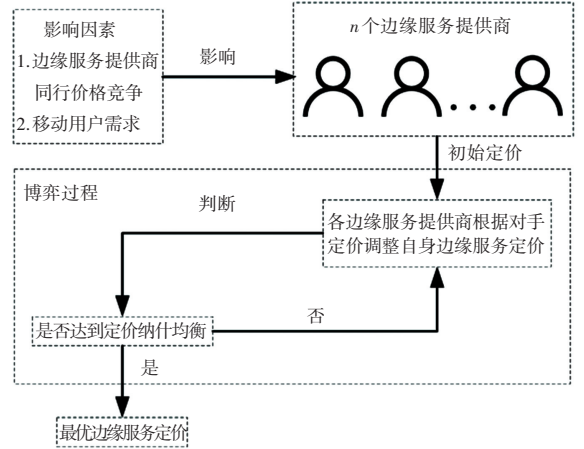 影响因素
1.边缘服务提供商
同行价格竞争
2.移动用户需求
影响
n个边缘服务提供商
初始定价
博弈过程
判断
各边缘服务提供商根据对手
定价调整自身边缘服务定价
是否达到定价纳什均衡
否
是
最优边缘服务定价